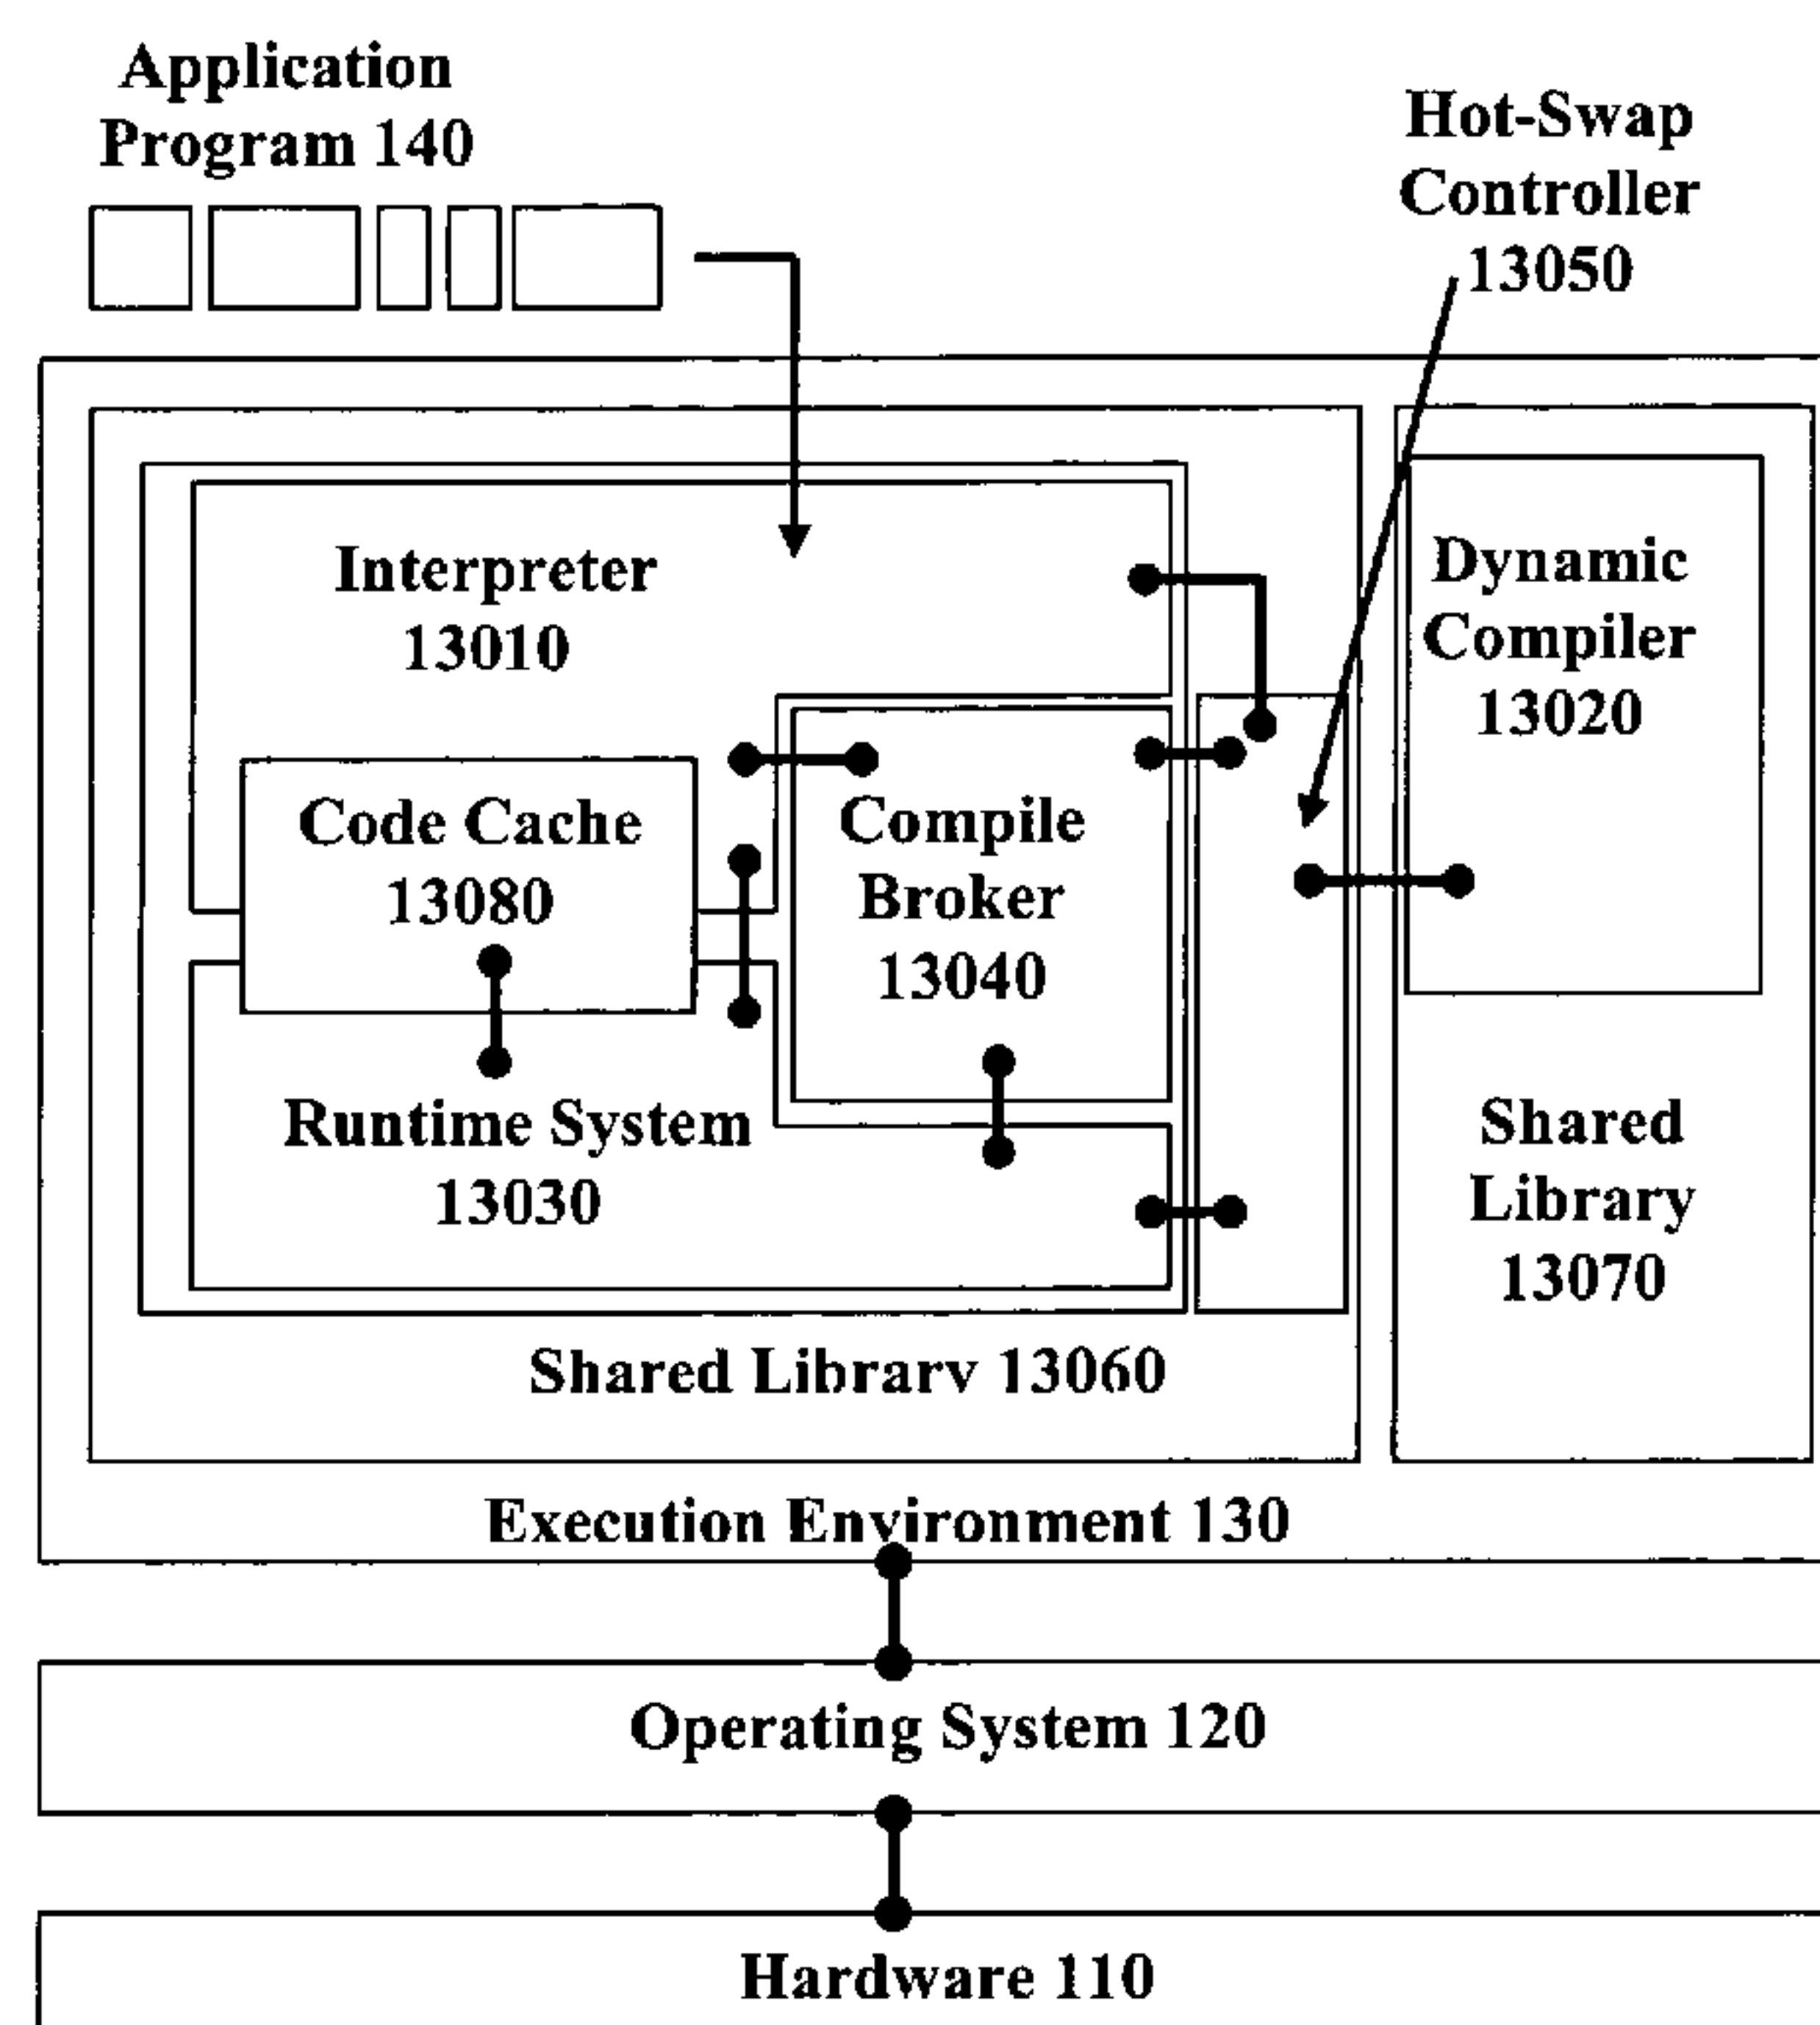 Application
Program 140
Hot-Swap
Controller
13050
Interpreter
13010
Dynamic
Compiler
13020
Code Cache
13080
Compile
Broker
13040
Runtime System
13030
Shared
Library
13070
Shared Library 13060
Execution Environment 130
Operating System 120
Hardware 110